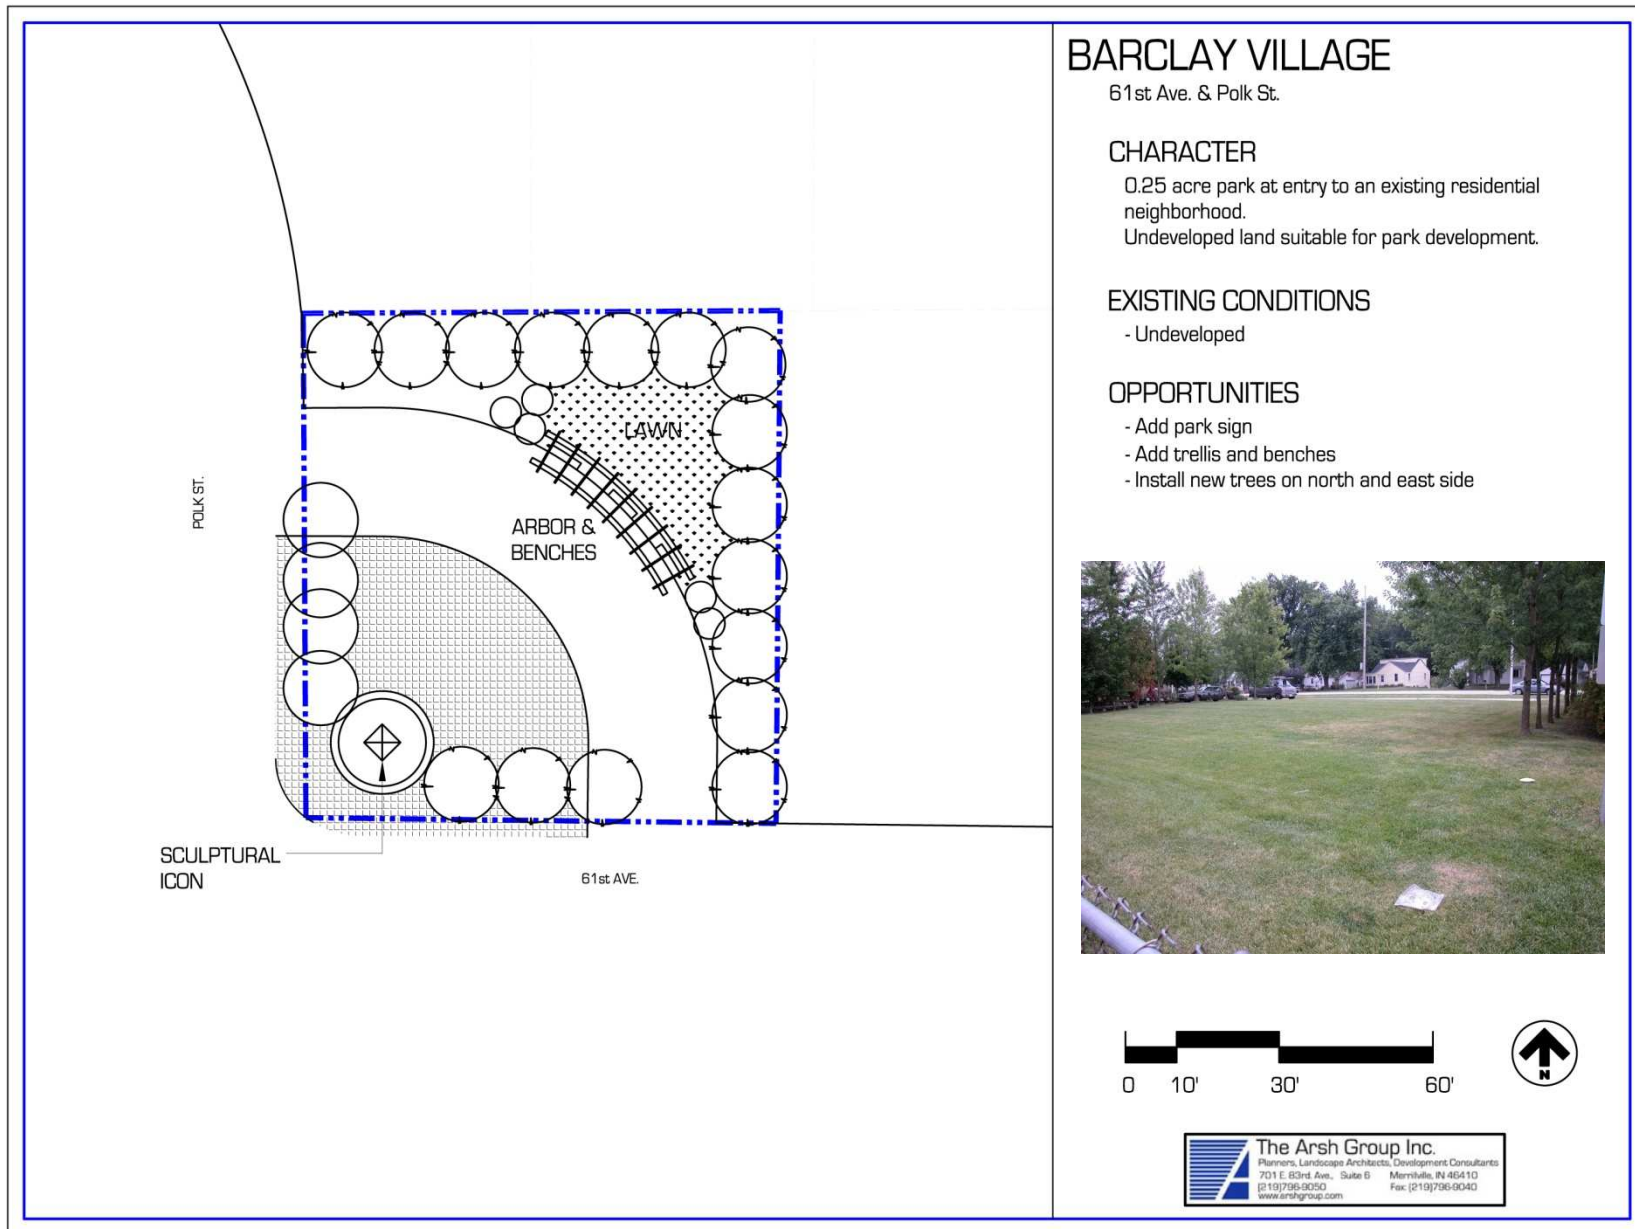 BARCLAY VILLAGE
61st Ave. & Polk St.
CHARACTER
0.25 acre park at entry to an existing residential
neighborhood.
Undeveloped land suitable for park development.
EXISTING CONDITIONS
- Undeveloped
OPPORTUNITIES
- Add park sign
- Add trellis and benches
- Install new trees on north and east side
LAWN
POLK ST.
ARBOR &
BENCHES
SCULPTURAL
ICON
61st AVE.
0 10' 30' 60'
N
The Arsh Group Inc.
Planners, Landscape Architects, Development Consultants
701 E. 83rd. Ave., Suite 6 Merrillville, IN 46410
(219)796-9050 Fax: (219)796-9040
www.arshgroup.com